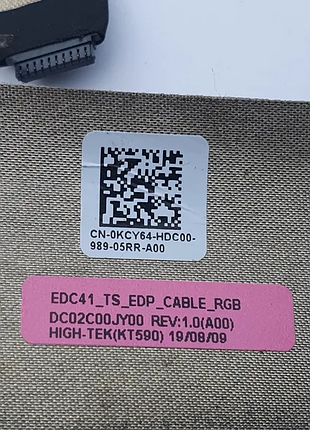 CN-0KCY64-HDC00-
989-05RR-A00
EDC41_TS_EDP_CABLE_RGB
DC02C00JY00 REV:1.0(A00)
HIGH-TEK(KT590) 19/08/09